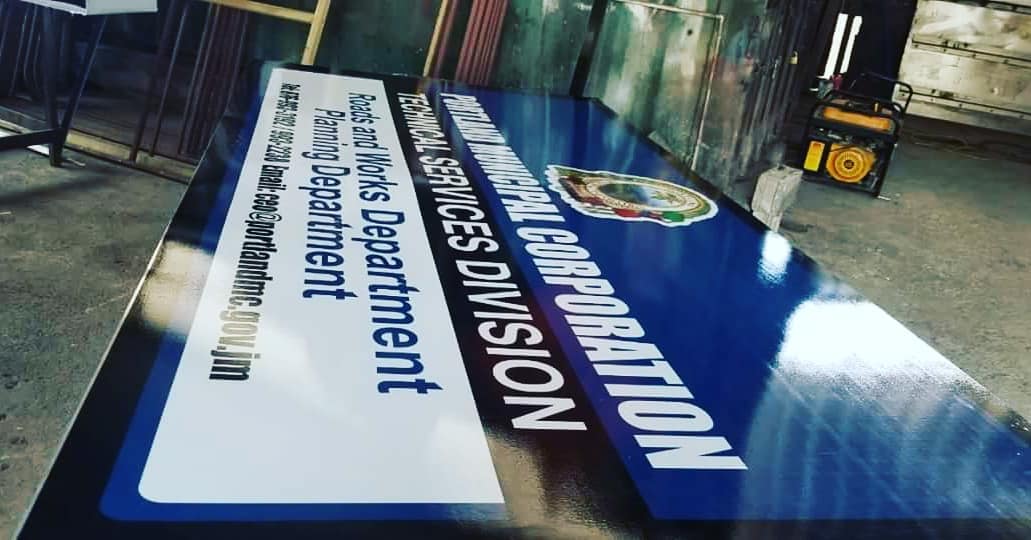 PORTLAND MUNICIPAL CORPORATION
TECHNICAL SERVICES DIVISION
Roads and Works Department
Planning Department
Email: ceo@portlandmc.gov.jm